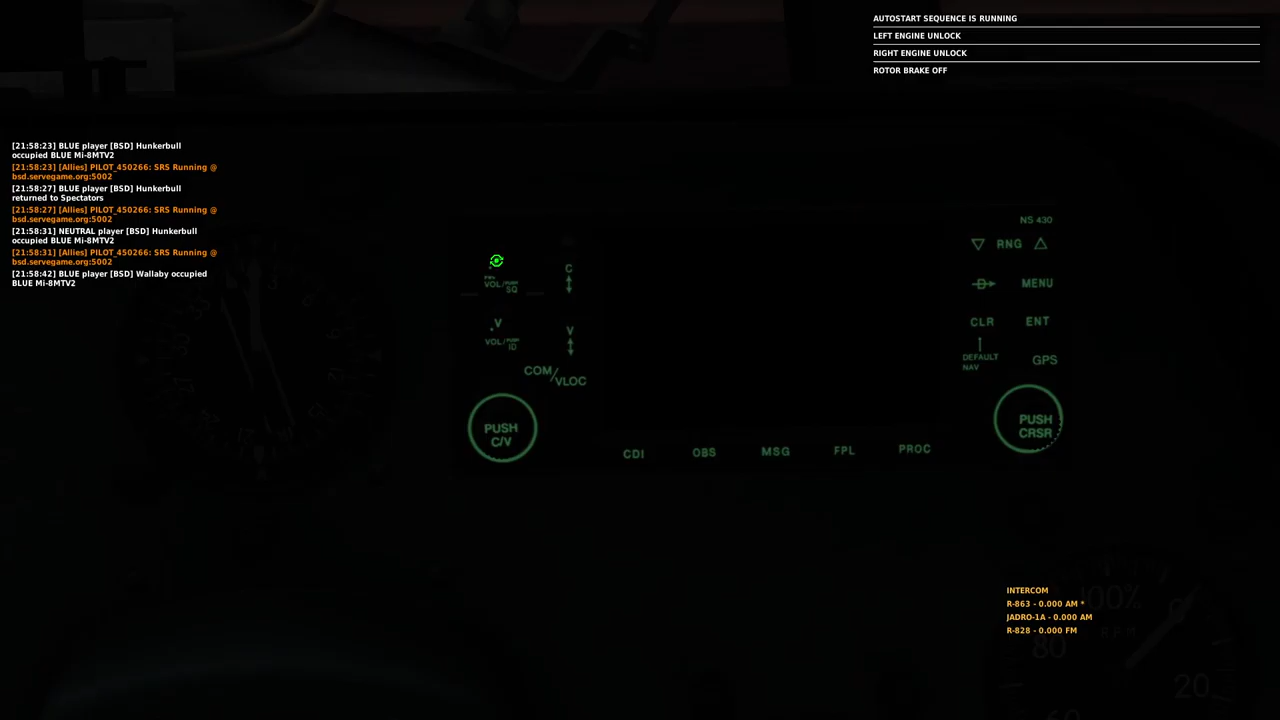 AUTOSTART SEQUENCE IS RUNNING
LEFT ENGINE UNLOCK
RIGHT ENGINE UNLOCK
ROTOR BRAKE OFF
[21:58:23] BLUE player [BSD] Hunkerbull
occupied BLUE Mi-8MTV2
[21:58:23] [Allies] PILOT_450266: SRS Running @
bsd.servegame.org:5002
[21:58:27] BLUE player [BSD] Hunkerbull
returned to Spectators
[21:58:27] [Allies] PILOT_450266: SRS Running @
bsd.servegame.org:5002
[21:58:31] NEUTRAL player [BSD] Hunkerbull
occupied BLUE Mi-8MTV2
[21:58:31] [Allies] PILOT_450266: SRS Running @
bsd.servegame.org:5002
[21:58:42] BLUE player [BSD] Wallaby occupied
BLUE Mi-8MTV2
NS 430
RNG
C
VOL/PUSH SQ
MENU
V
VOL/PUSH ID
V
CLR
ENT
DEFAULT
NAV
GPS
COM/VLOC
PUSH
C/V
PUSH
CRSR
CDI
OBS
MSG
FPL
PROC
INTERCOM
R-863 - 0.000 AM *
JADRO-1A - 0.000 AM
R-828 - 0.000 FM
100%
RPM
80
20
60